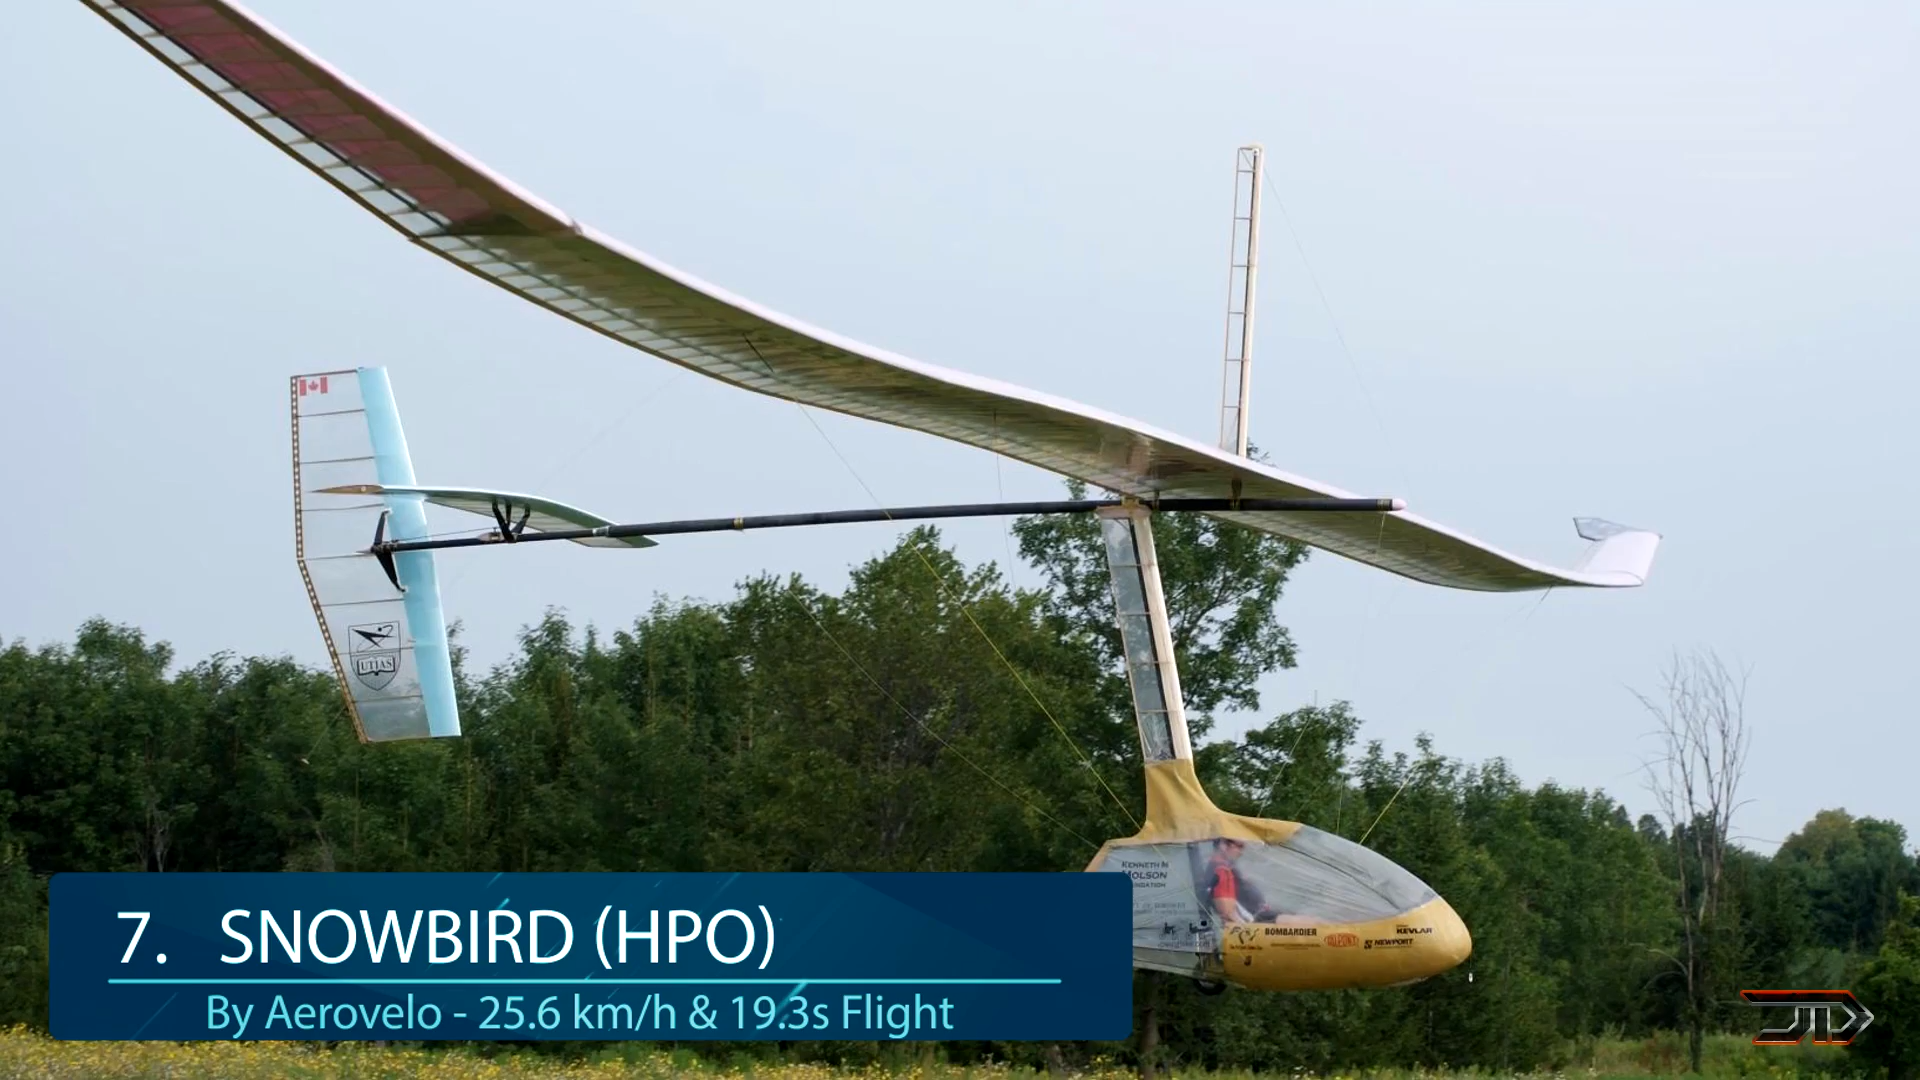 UTIAS
KENNETH M
MOLSON
BOMBARDIER
DUPONT
KEVLAR
NEWPORT
7. SNOWBIRD (HPO)
By Aerovelo - 25.6 km/h & 19.3s Flight